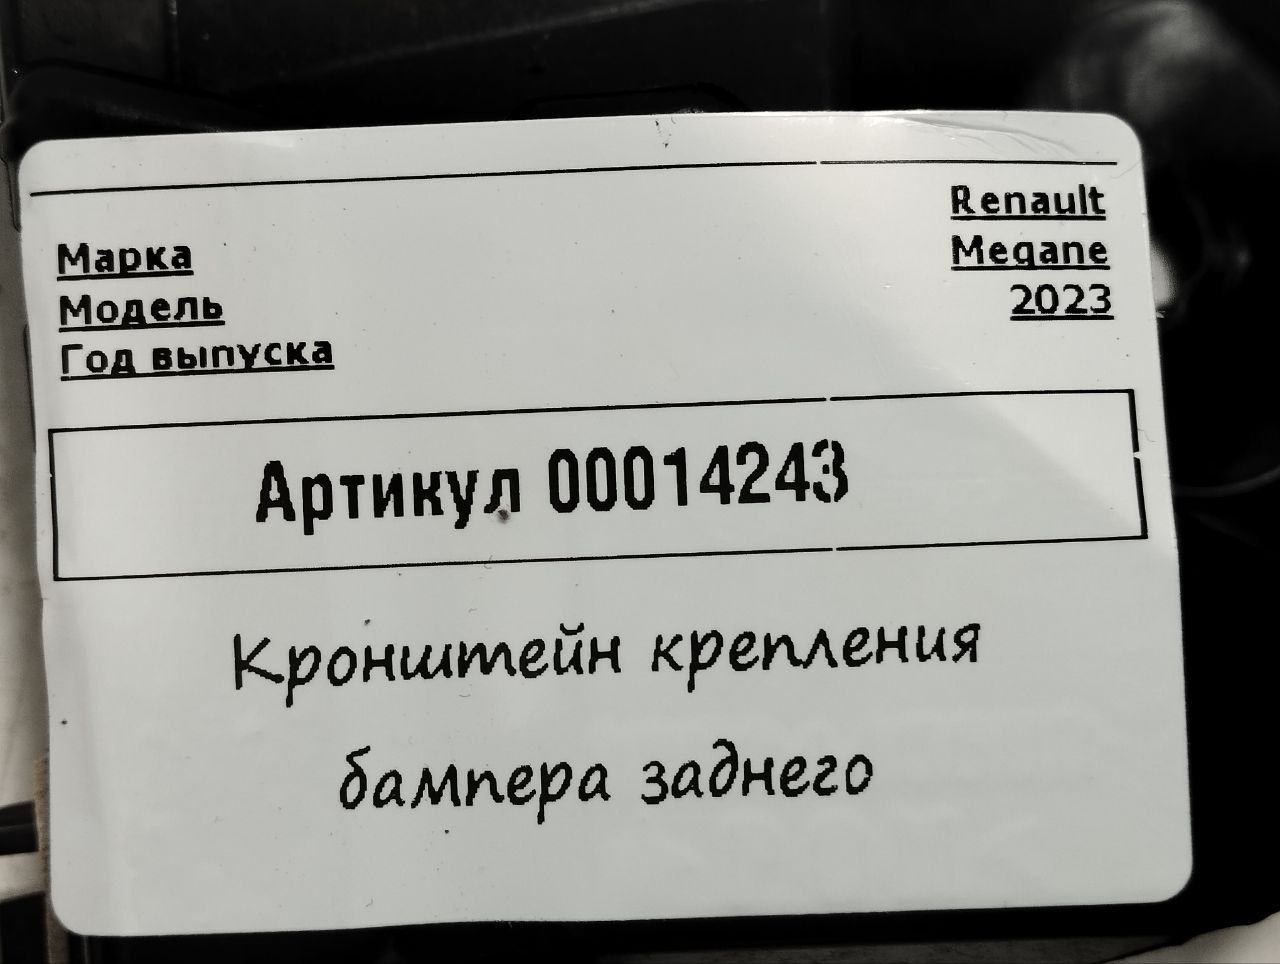 Марка Renault
Модель Megane
Год выпуска 2023
Артикул 00014243
Кронштейн крепления
бампера заднего